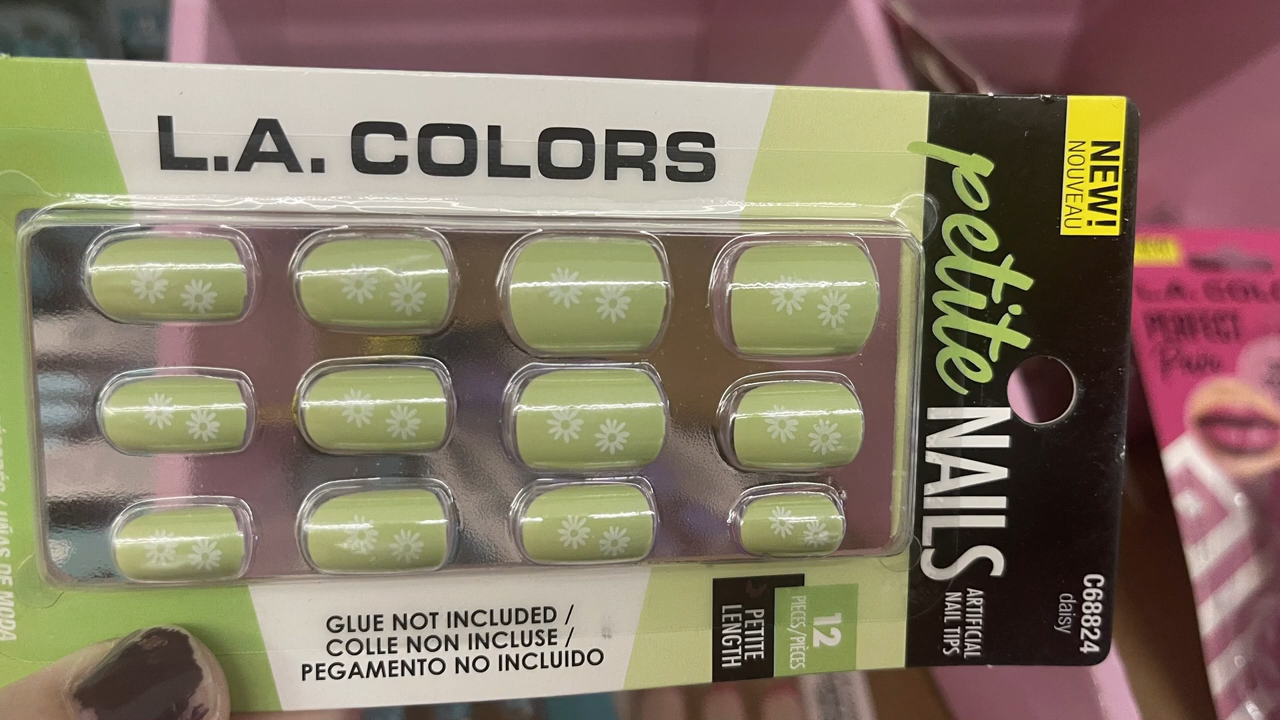 L.A. COLORS
NEW!
NOUVEAU
petite
NAILS
ARTIFICIAL
NAIL TIPS
C68824
daisy
12
PIECES/PIÈCES
PETITE
LENGTH
GLUE NOT INCLUDED /
COLLE NON INCLUSE /
PEGAMENTO NO INCLUIDO
UÑAS DE MODA
L.A. COLO
PERFECT